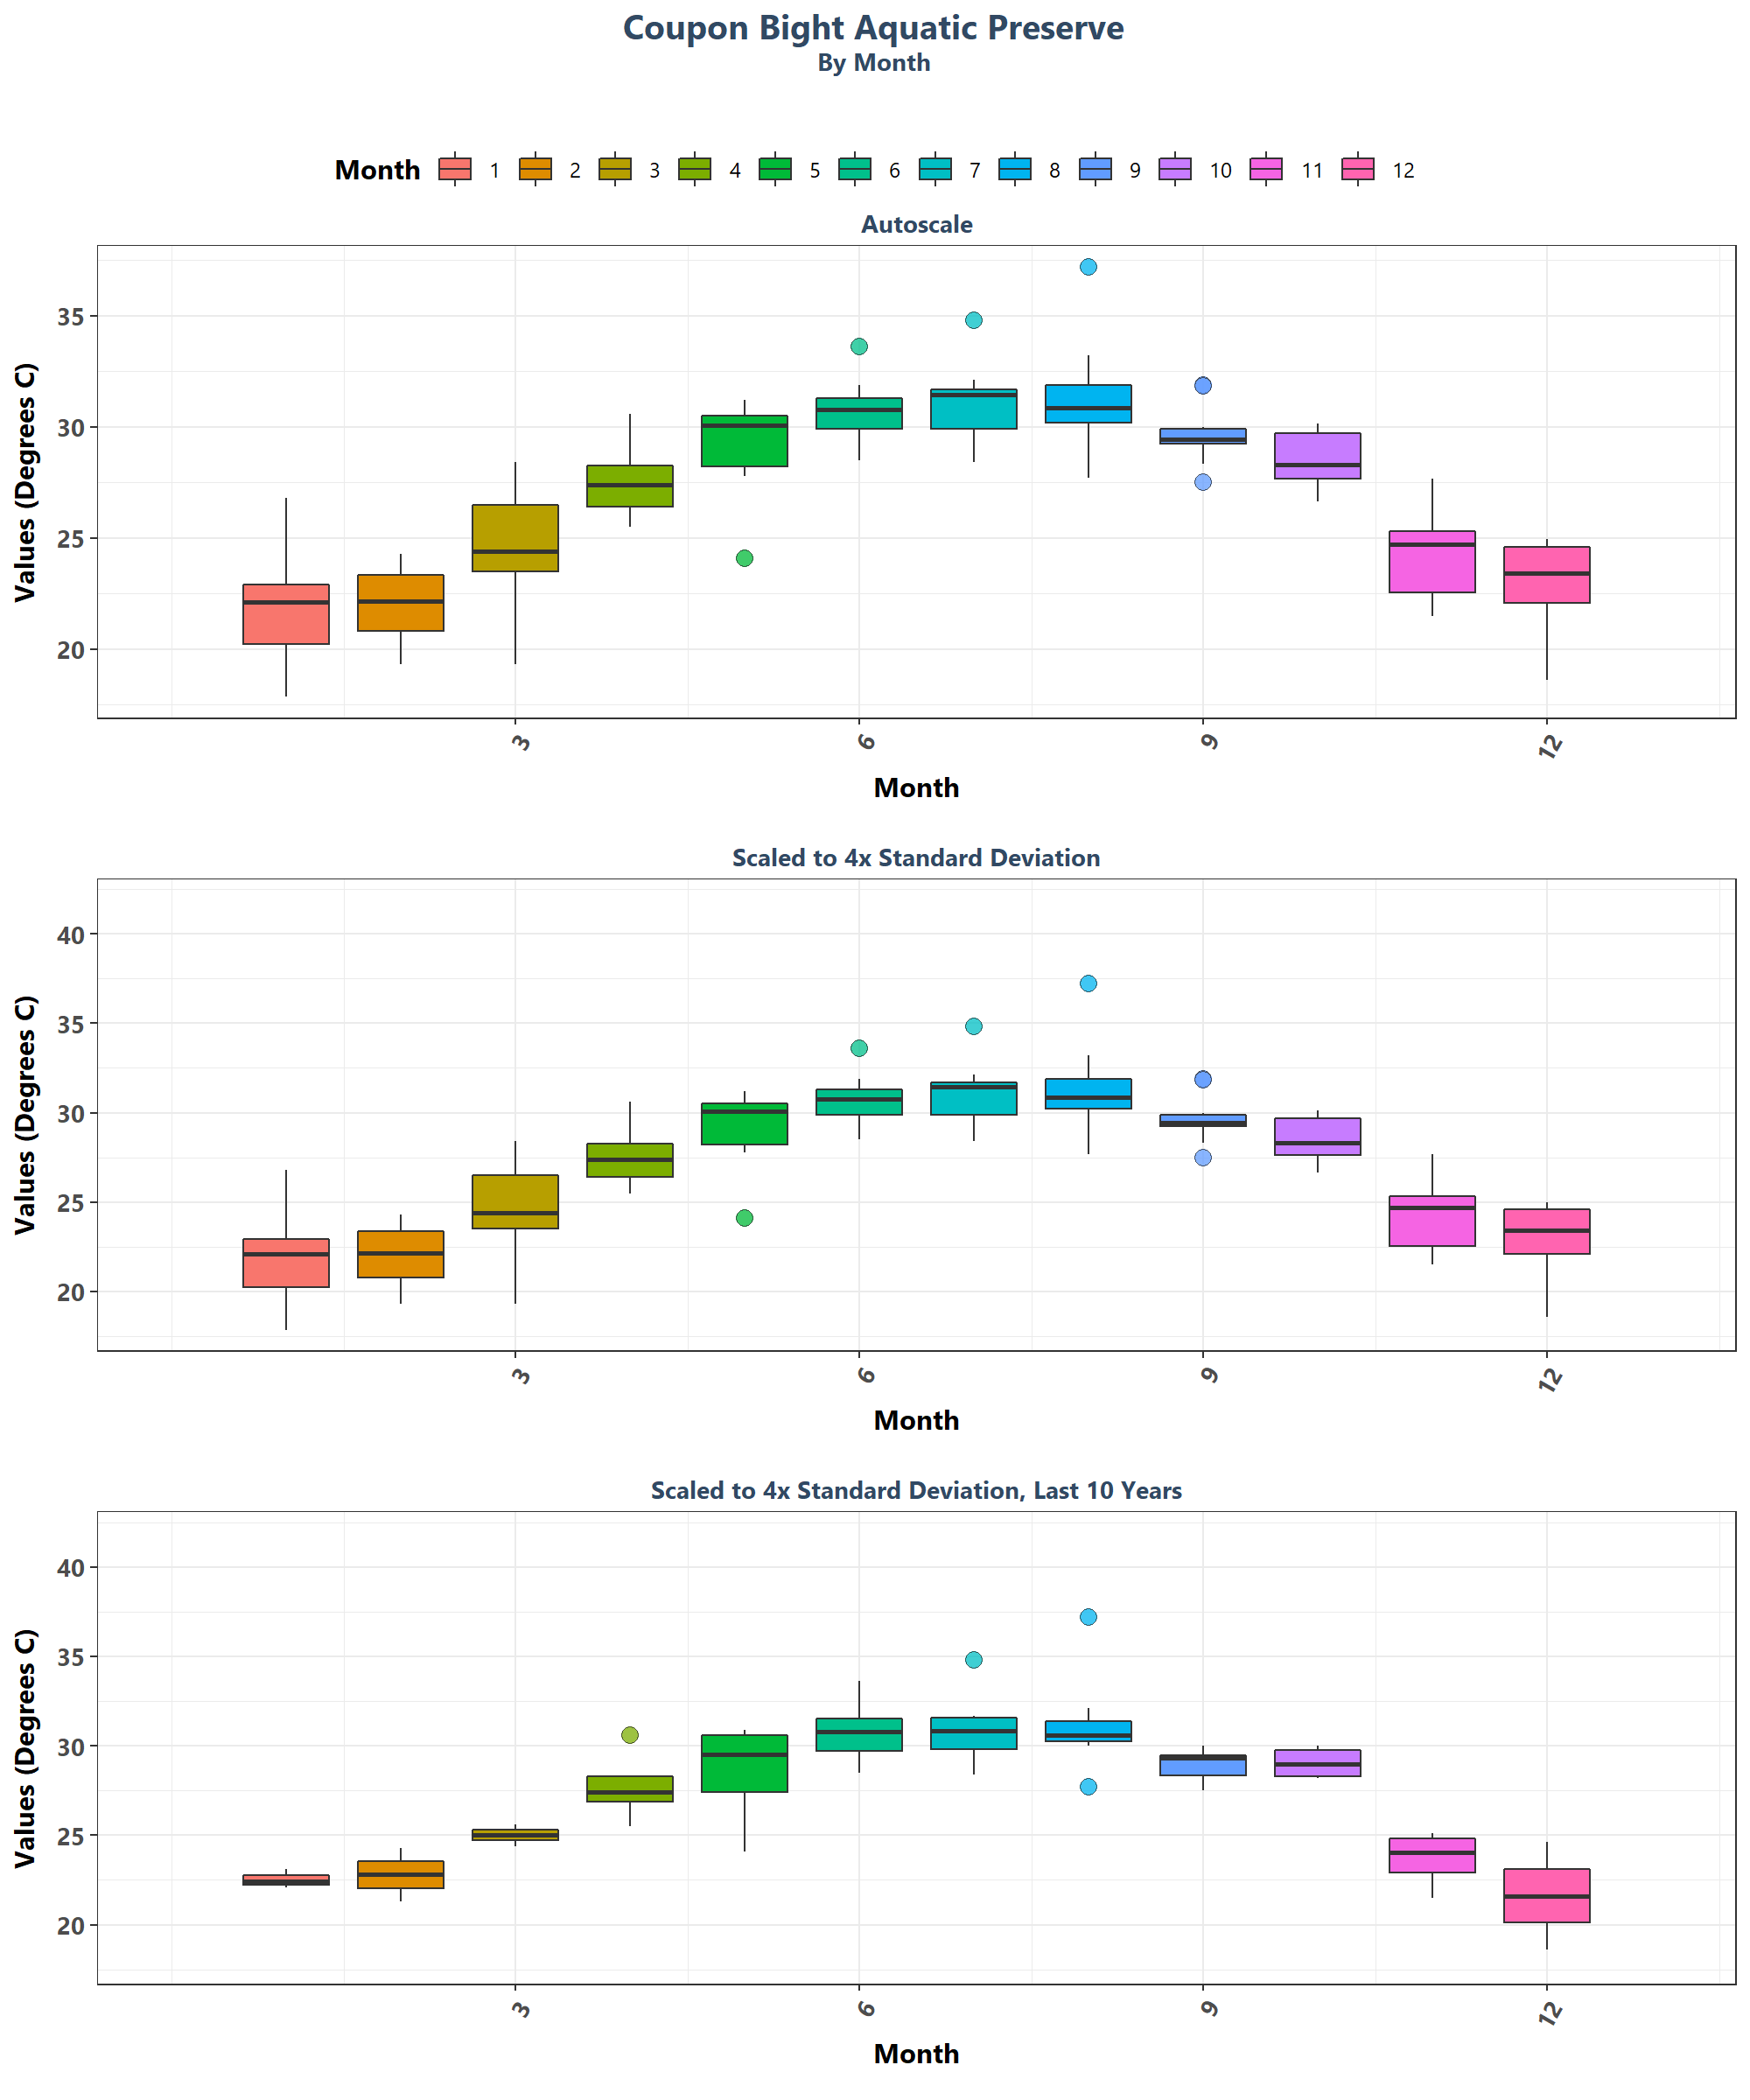 Coupon Bight Aquatic Preserve
By Month
Month 1 2 3 4 5 6 7 8 9 10 11 12
Autoscale
Values (Degrees C)
35
30
25
20
3 6 9 12
Month
Scaled to 4x Standard Deviation
Values (Degrees C)
40
35
30
25
20
3 6 9 12
Month
Scaled to 4x Standard Deviation, Last 10 Years
Values (Degrees C)
40
35
30
25
20
3 6 9 12
Month